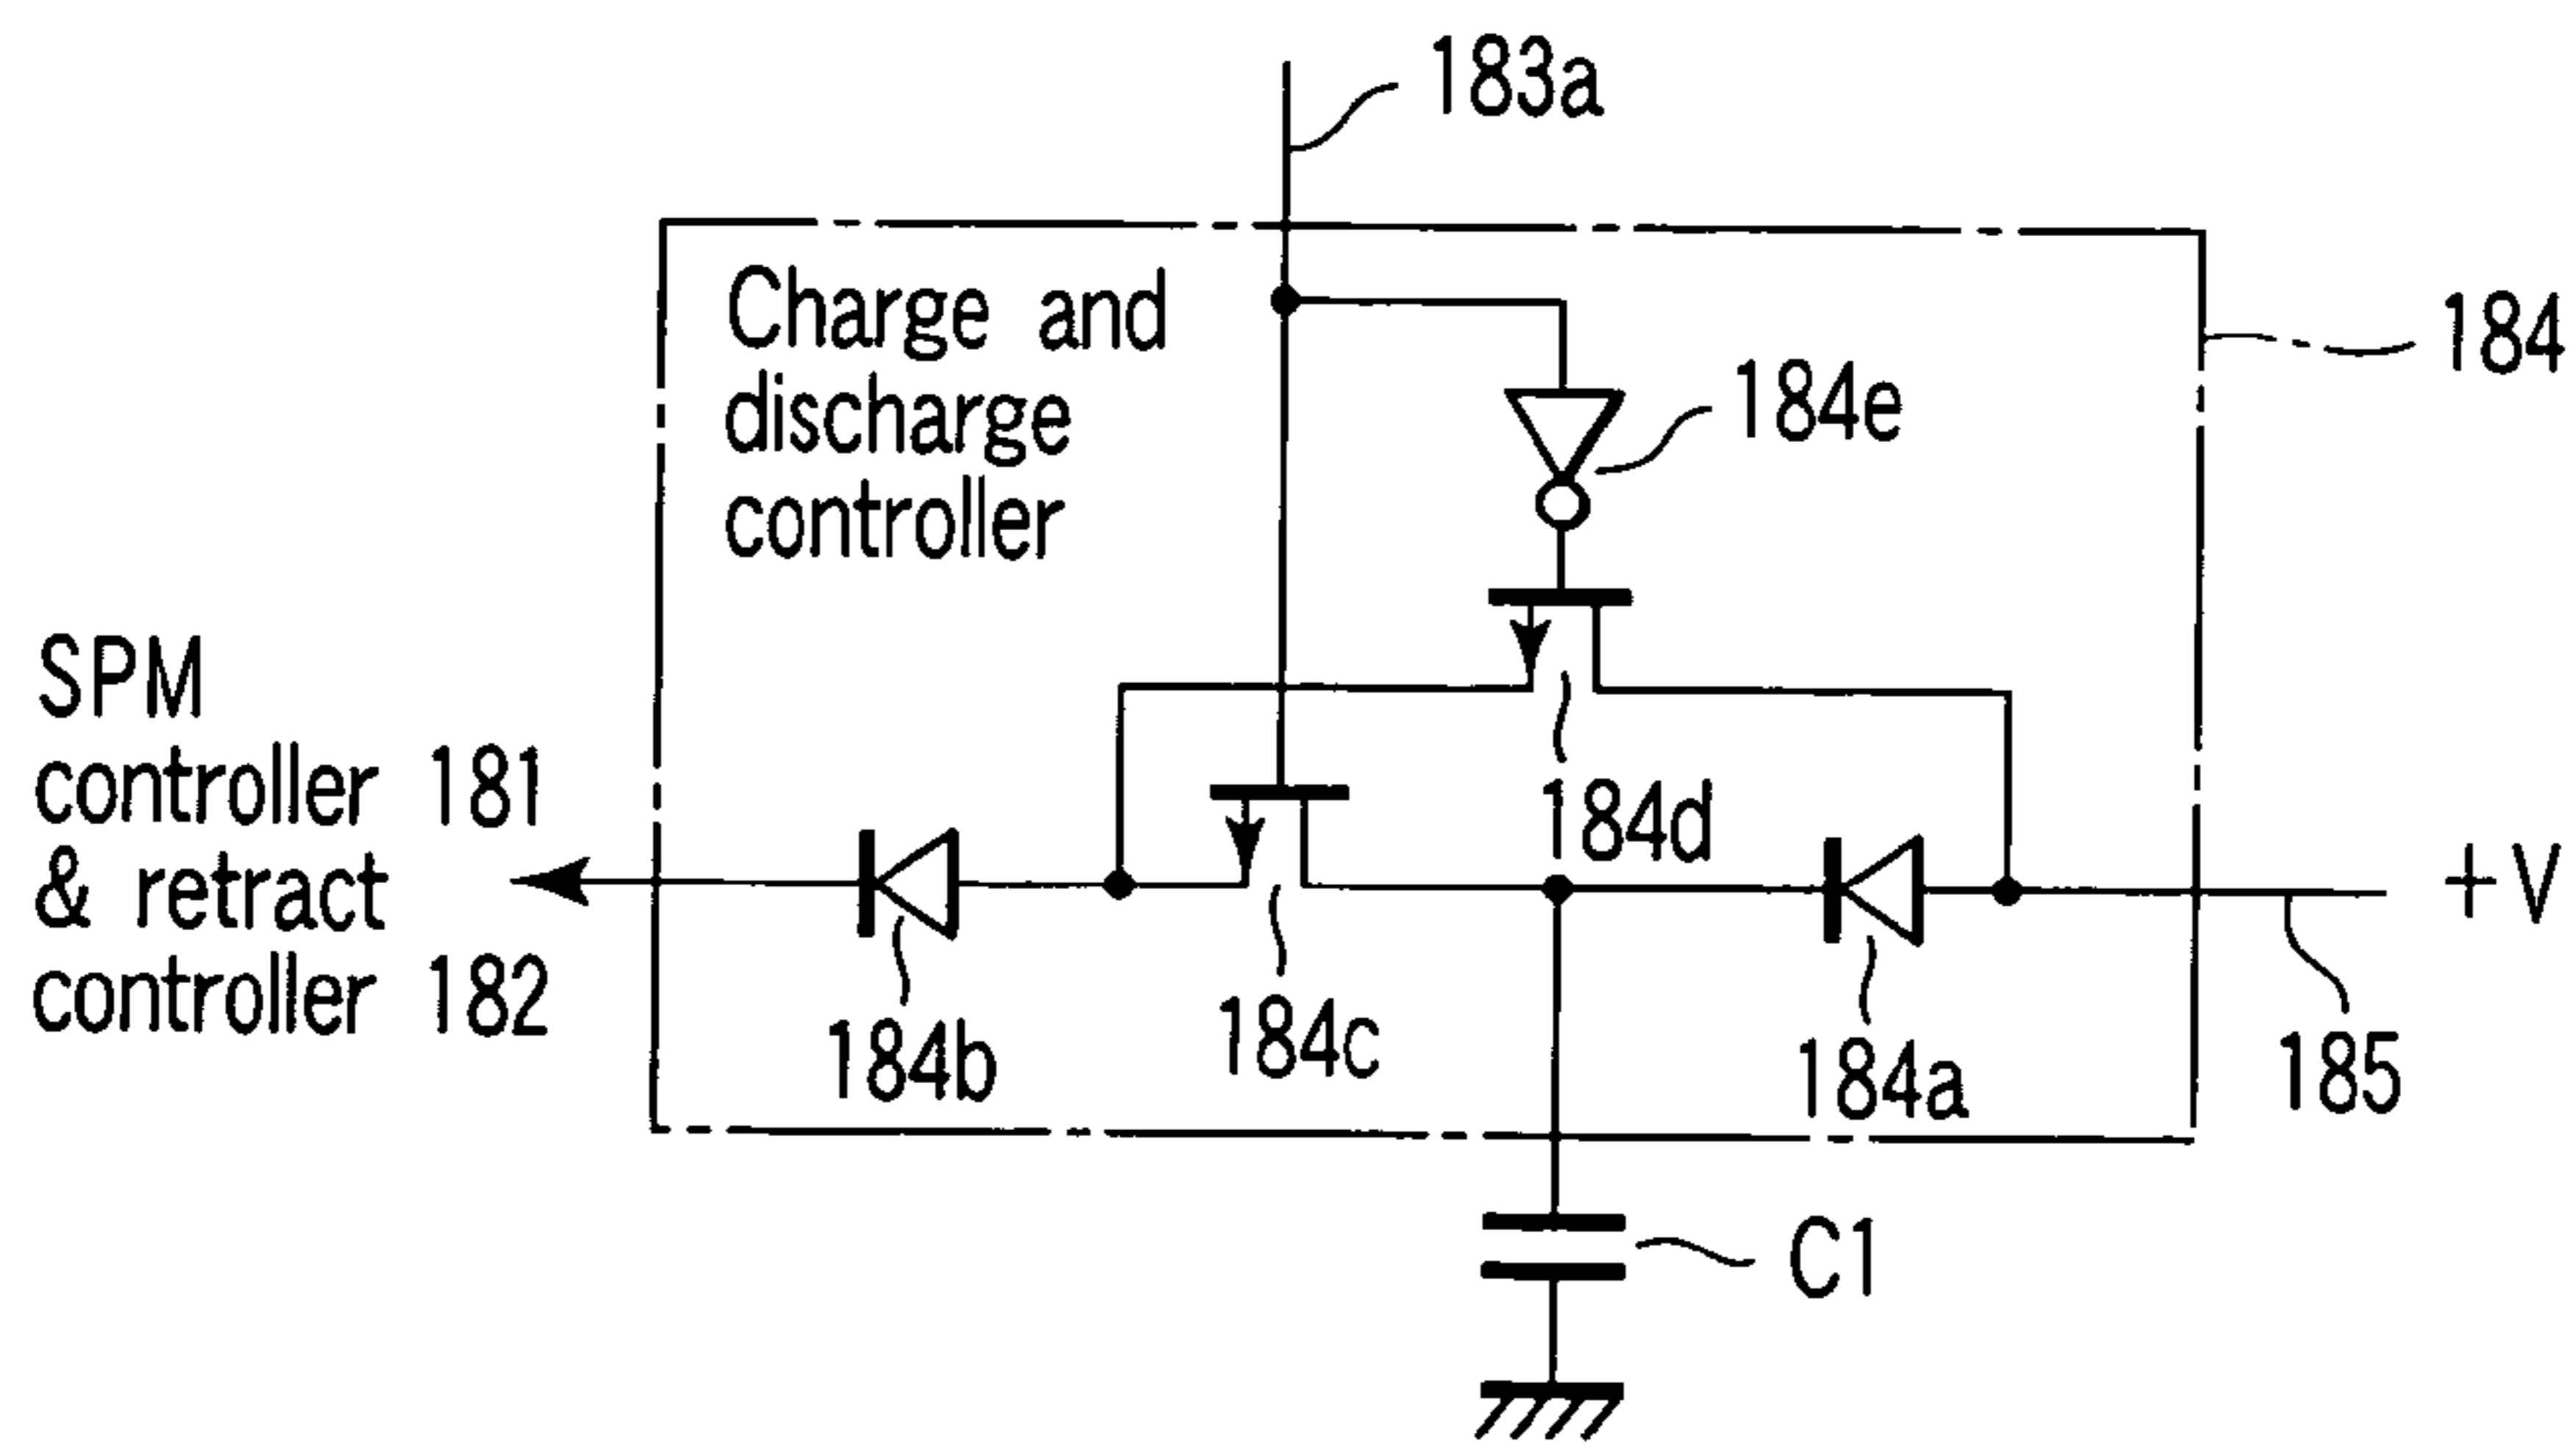 183a
Charge and
discharge
controller
184
184e
SPM
controller 181
& retract
controller 182
184d
+V
184b
184c
184a
185
C1